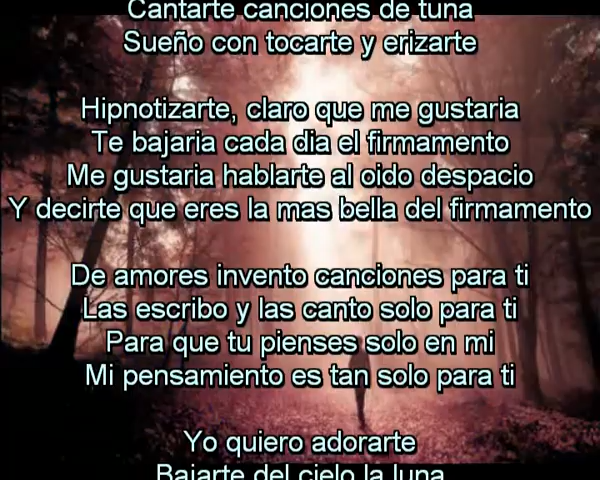 Cantarte canciones de tuna
Sueño con tocarte y erizarte
Hipnotizarte, claro que me gustaria
Te bajaria cada dia el firmamento
Me gustaria hablarte al oido despacio
Y decirte que eres la mas bella del firmamento
De amores invento canciones para ti
Las escribo y las canto solo para ti
Para que tu pienses solo en mi
Mi pensamiento es tan solo para ti
Yo quiero adorarte
Bajarte del cielo la luna